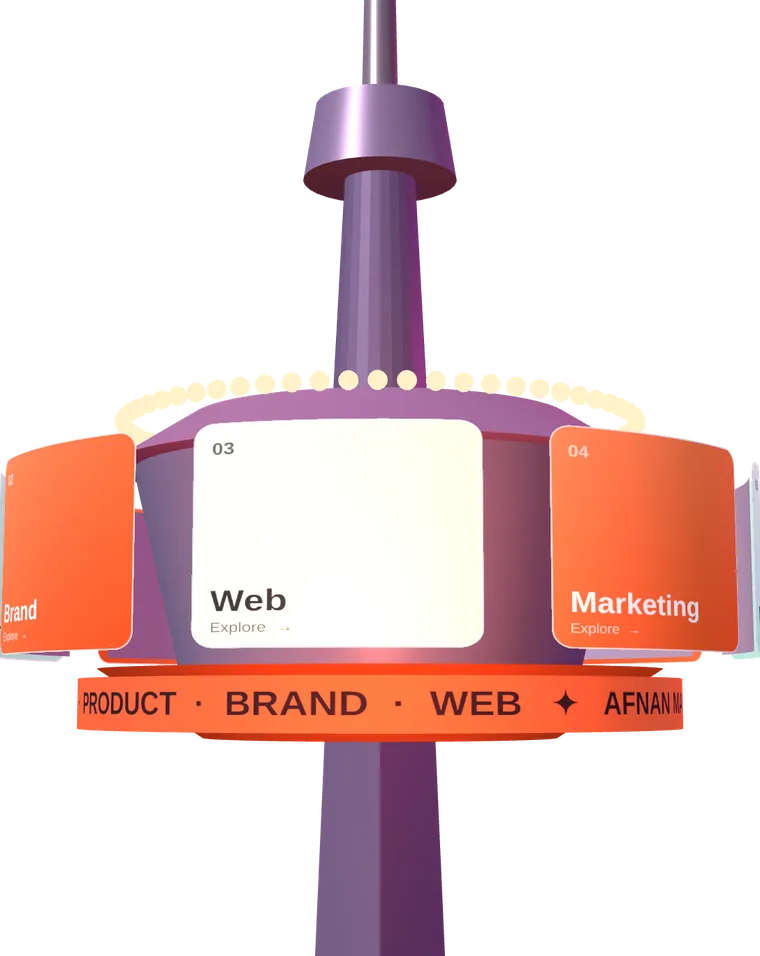 02
Brand
Explore →
03
Web
Explore →
04
Marketing
Explore →
· PRODUCT · BRAND · WEB ✦ AFNAN